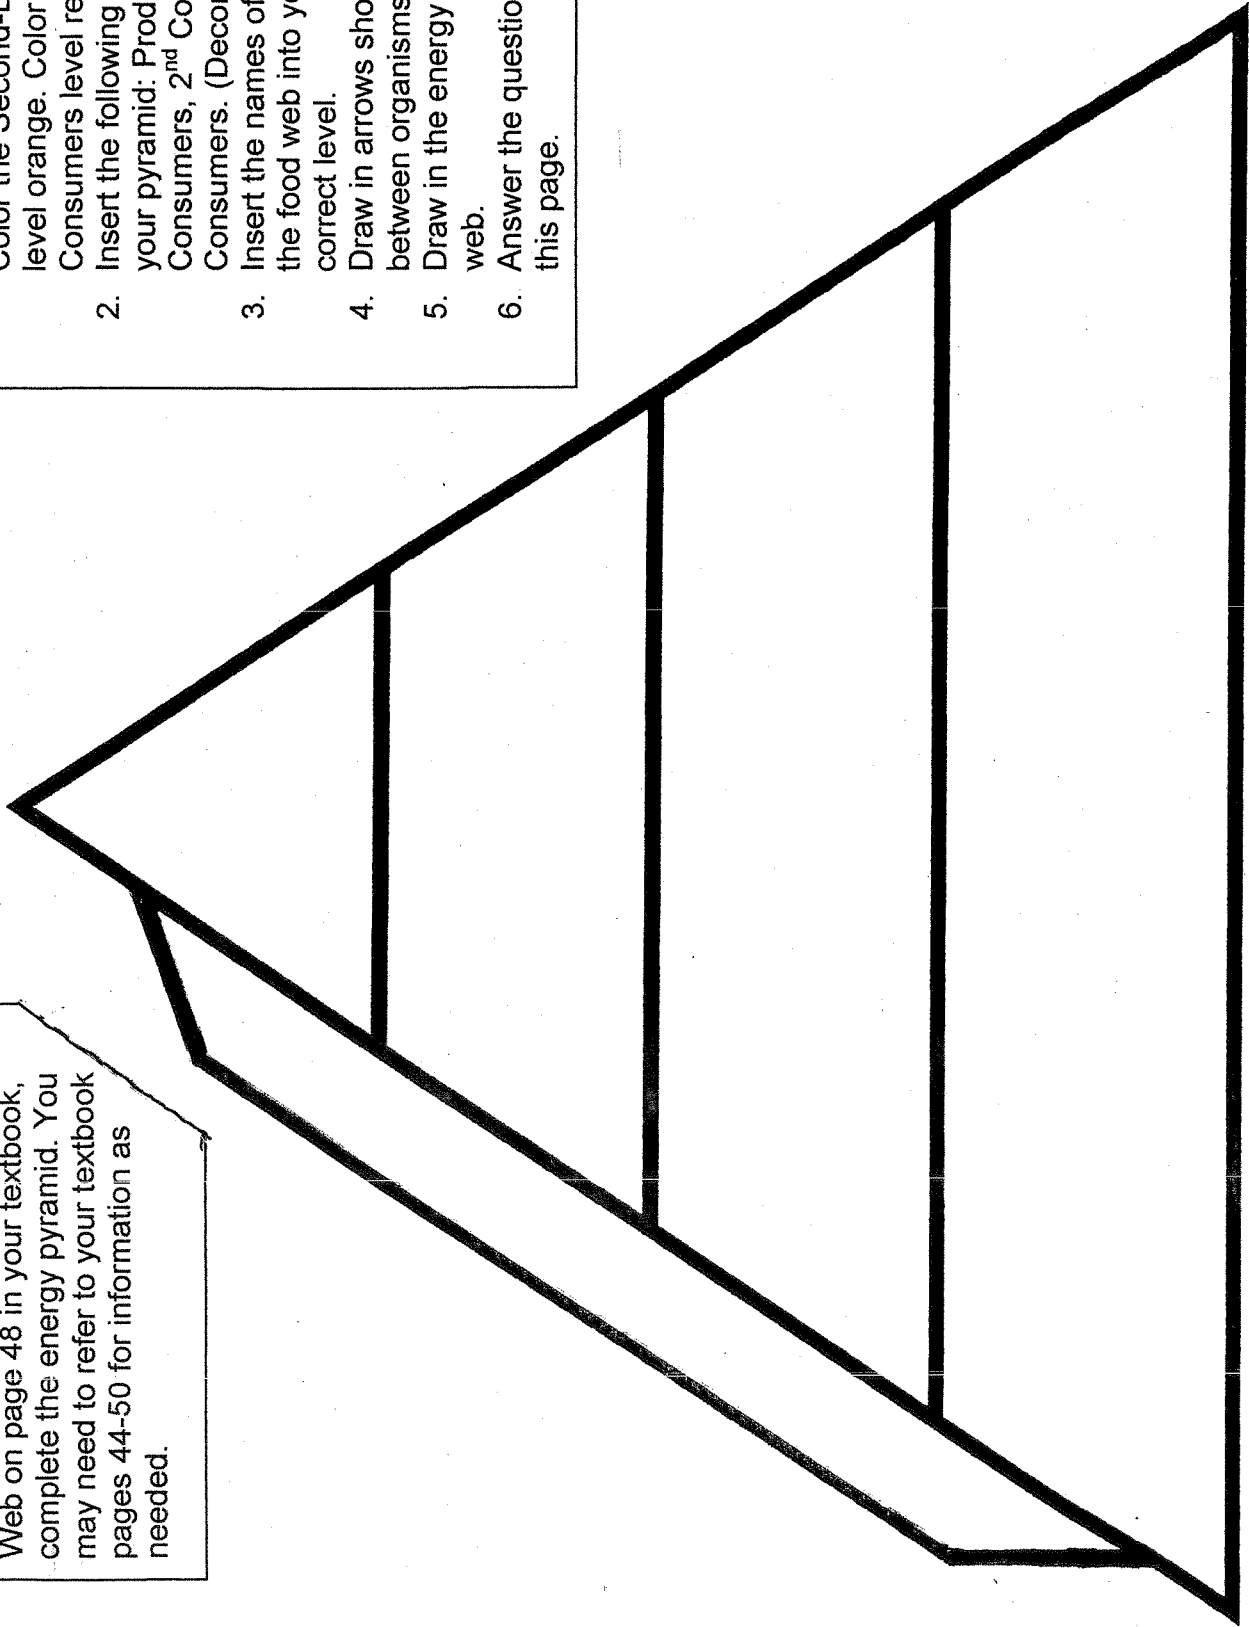 Web on page 48 in your textbook,
complete the energy pyramid. You
may need to refer to your textbook
pages 44-50 for information as
needed.
level orange. Color
Consumers level re
2. Insert the following
your pyramid: Prod
Consumers, 2nd Co
Consumers. (Decor
3. Insert the names of
the food web into y
correct level.
4. Draw in arrows sho
between organisms
5. Draw in the energy
web.
6. Answer the questio
this page.